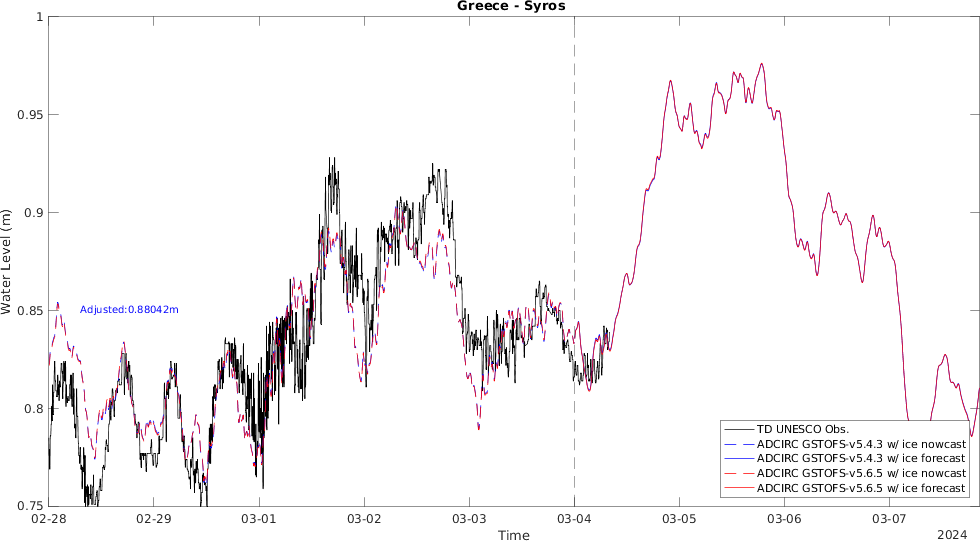 Greece - Syros
1
0.95
0.9
0.85
0.8
0.75
Water Level (m)
Adjusted:0.88042m
TD UNESCO Obs.
ADCIRC GSTOFS-v5.4.3 w/ ice nowcast
ADCIRC GSTOFS-v5.4.3 w/ ice forecast
ADCIRC GSTOFS-v5.6.5 w/ ice nowcast
ADCIRC GSTOFS-v5.6.5 w/ ice forecast
02-28 02-29 03-01 03-02 03-03 03-04 03-05 03-06 03-07
Time
2024